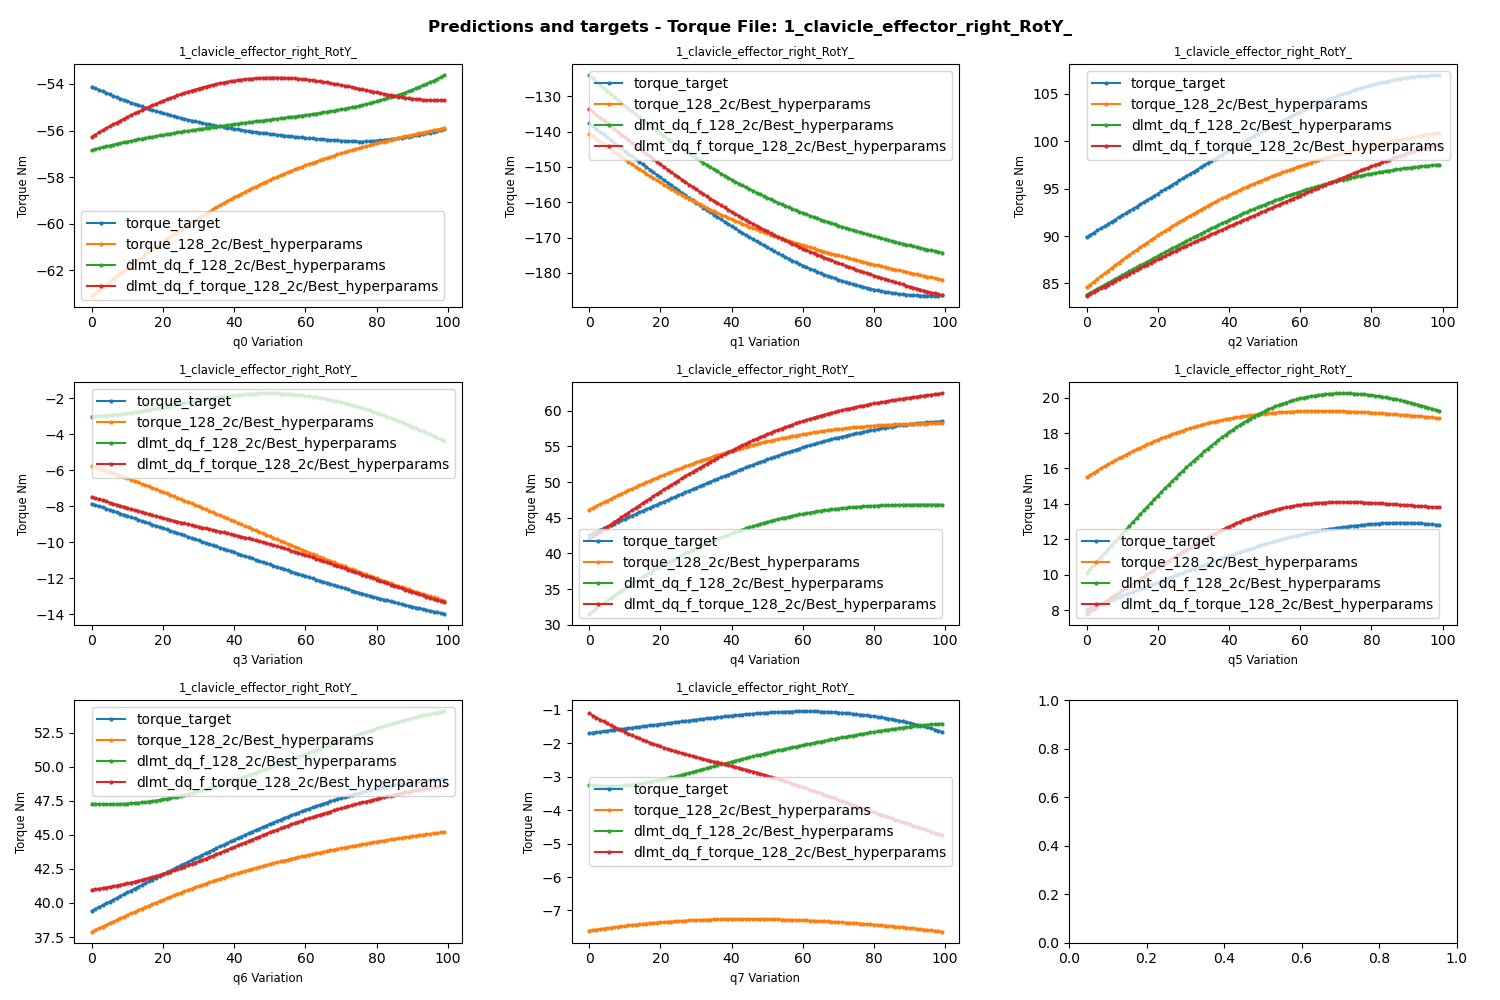 Predictions and targets - Torque File: 1_clavicle_effector_right_RotY_
1_clavicle_effector_right_RotY_
−54
−56
−58
−60
−62
Torque Nm
torque_target
torque_128_2c/Best_hyperparams
dlmt_dq_f_128_2c/Best_hyperparams
dlmt_dq_f_torque_128_2c/Best_hyperparams
0 20 40 60 80 100
q0 Variation
1_clavicle_effector_right_RotY_
−130
−140
−150
−160
−170
−180
Torque Nm
torque_target
torque_128_2c/Best_hyperparams
dlmt_dq_f_128_2c/Best_hyperparams
dlmt_dq_f_torque_128_2c/Best_hyperparams
0 20 40 60 80 100
q1 Variation
1_clavicle_effector_right_RotY_
105
100
95
90
85
Torque Nm
torque_target
torque_128_2c/Best_hyperparams
dlmt_dq_f_128_2c/Best_hyperparams
dlmt_dq_f_torque_128_2c/Best_hyperparams
0 20 40 60 80 100
q2 Variation
1_clavicle_effector_right_RotY_
−2
−4
−6
−8
−10
−12
−14
Torque Nm
torque_target
torque_128_2c/Best_hyperparams
dlmt_dq_f_128_2c/Best_hyperparams
dlmt_dq_f_torque_128_2c/Best_hyperparams
0 20 40 60 80 100
q3 Variation
1_clavicle_effector_right_RotY_
60
55
50
45
40
35
30
Torque Nm
torque_target
torque_128_2c/Best_hyperparams
dlmt_dq_f_128_2c/Best_hyperparams
dlmt_dq_f_torque_128_2c/Best_hyperparams
0 20 40 60 80 100
q4 Variation
1_clavicle_effector_right_RotY_
20
18
16
14
12
10
8
Torque Nm
torque_target
torque_128_2c/Best_hyperparams
dlmt_dq_f_128_2c/Best_hyperparams
dlmt_dq_f_torque_128_2c/Best_hyperparams
0 20 40 60 80 100
q5 Variation
1_clavicle_effector_right_RotY_
52.5
50.0
47.5
45.0
42.5
40.0
37.5
Torque Nm
torque_target
torque_128_2c/Best_hyperparams
dlmt_dq_f_128_2c/Best_hyperparams
dlmt_dq_f_torque_128_2c/Best_hyperparams
0 20 40 60 80 100
q6 Variation
1_clavicle_effector_right_RotY_
−1
−2
−3
−4
−5
−6
−7
Torque Nm
torque_target
torque_128_2c/Best_hyperparams
dlmt_dq_f_128_2c/Best_hyperparams
dlmt_dq_f_torque_128_2c/Best_hyperparams
0 20 40 60 80 100
q7 Variation
1.0
0.8
0.6
0.4
0.2
0.0
0.0 0.2 0.4 0.6 0.8 1.0